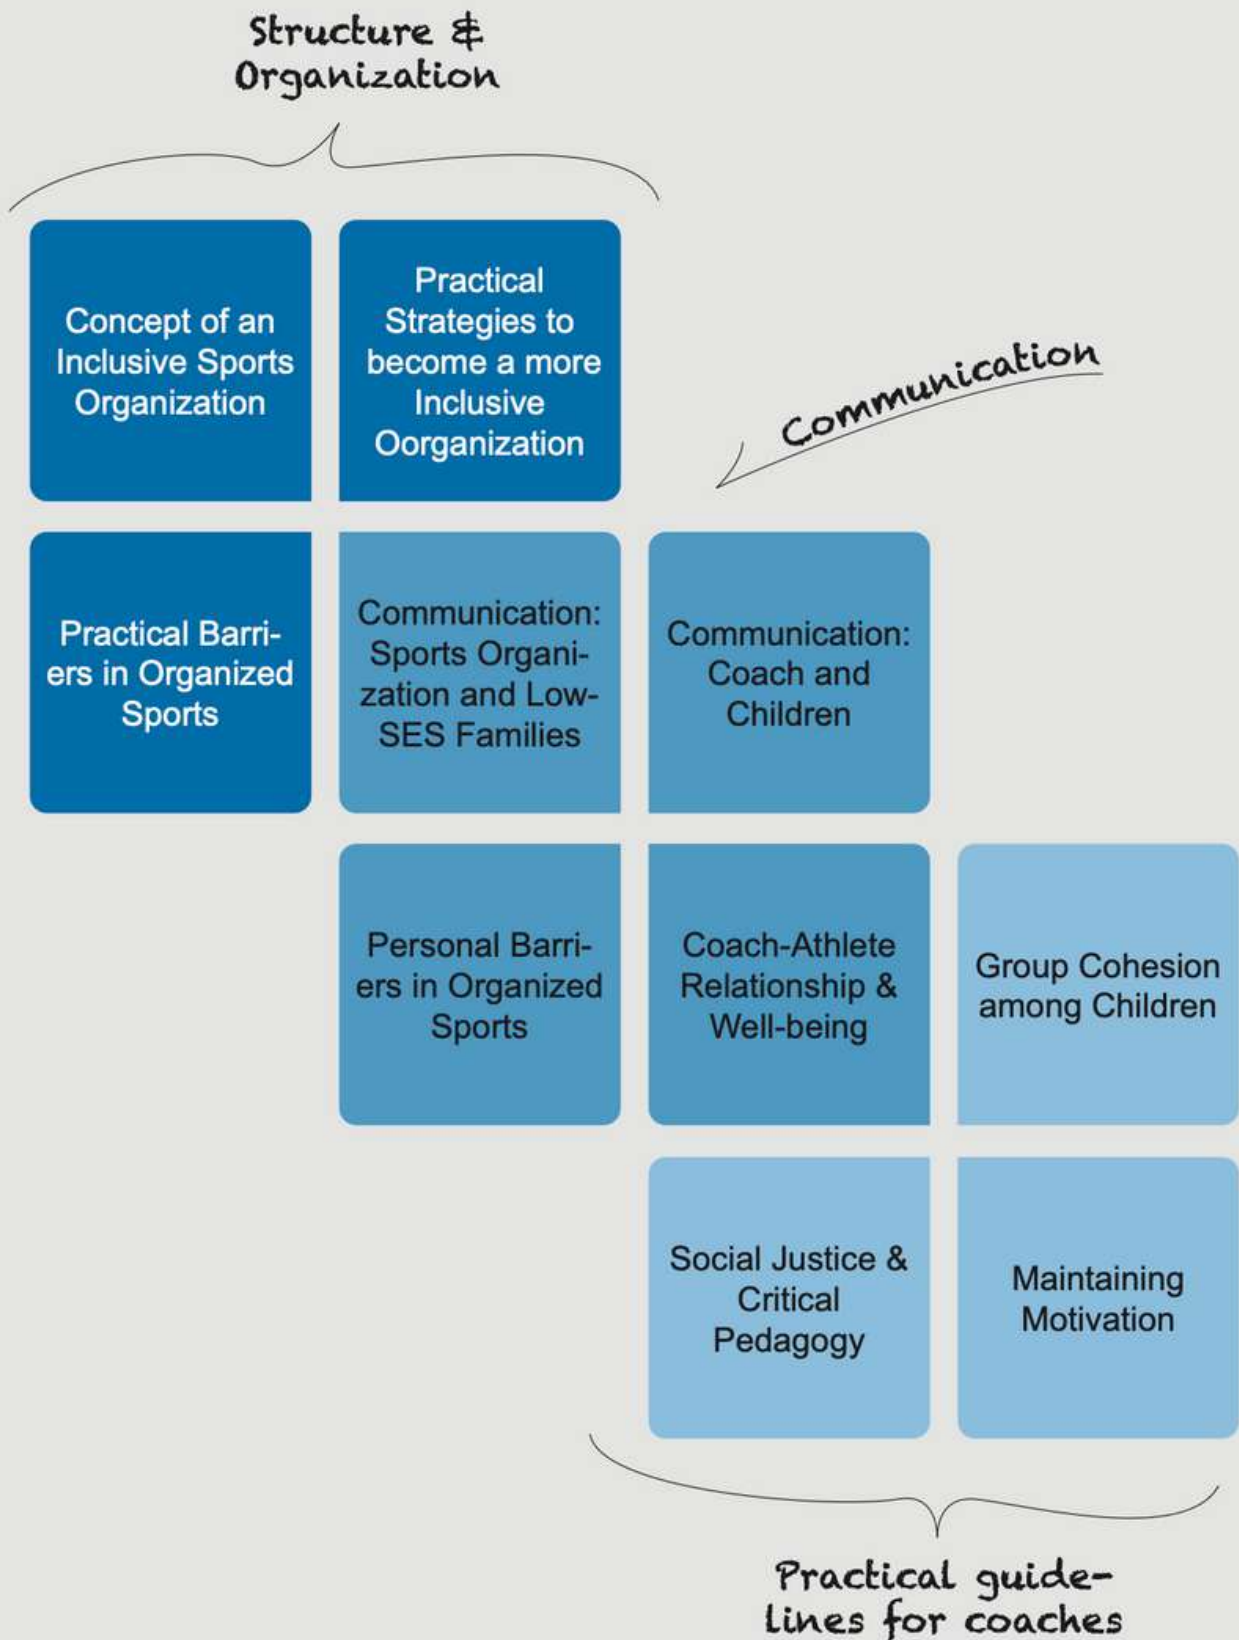 Structure &
Organization
Concept of an
Inclusive Sports
Organization
Practical
Strategies to
become a more
Inclusive
Oorganization
Communication
Practical Barri-
ers in Organized
Sports
Communication:
Sports Organi-
zation and Low-
SES Families
Communication:
Coach and
Children
Personal Barri-
ers in Organized
Sports
Coach-Athlete
Relationship &
Well-being
Group Cohesion
among Children
Social Justice &
Critical
Pedagogy
Maintaining
Motivation
Practical guide-
lines for coaches